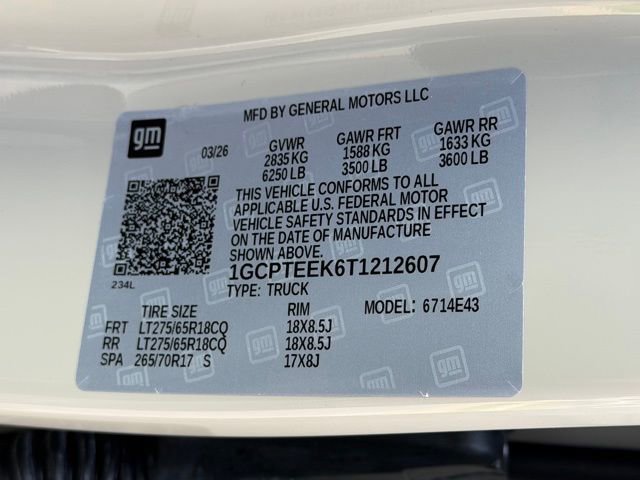 MFD BY GENERAL MOTORS LLC
gm
03/26
GVWR GAWR FRT GAWR RR
2835 KG 1588 KG 1633 KG
6250 LB 3500 LB 3600 LB
THIS VEHICLE CONFORMS TO ALL
APPLICABLE U.S. FEDERAL MOTOR
VEHICLE SAFETY STANDARDS IN EFFECT
ON THE DATE OF MANUFACTURE
SHOWN ABOVE.
234L
1GCPTEEK6T1212607
TYPE: TRUCK
TIRE SIZE RIM MODEL: 6714E43
FRT LT275/65R18CQ 18X8.5J
RR LT275/65R18CQ 18X8.5J
SPA 265/70R17 S 17X8J